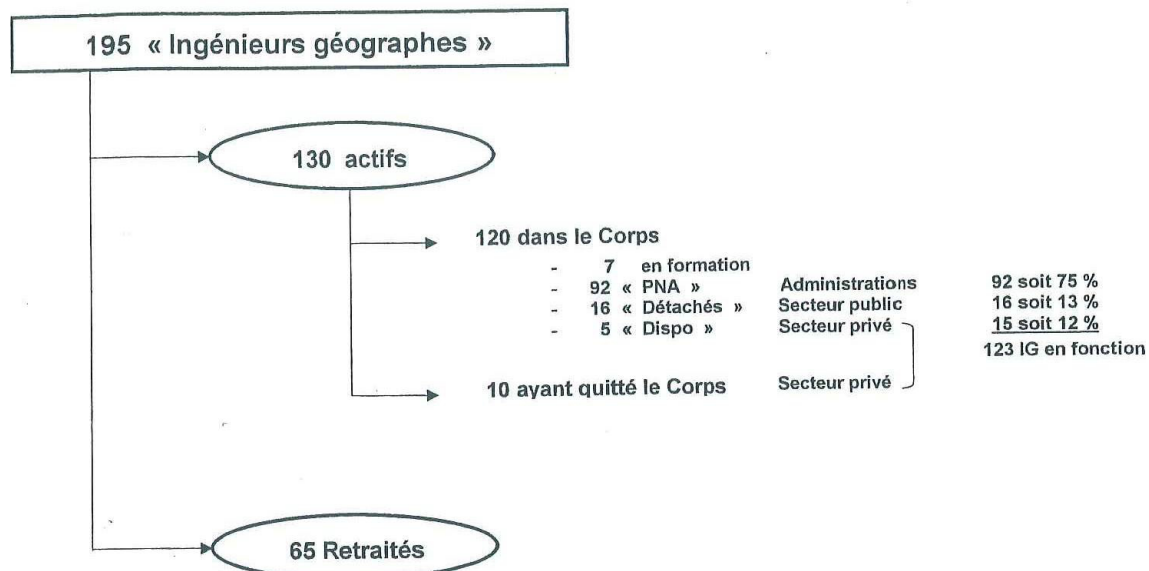 195 « Ingénieurs géographes »
130 actifs
120 dans le Corps
- 7 en formation
- 92 « PNA » Administrations 92 soit 75 %
- 16 « Détachés » Secteur public 16 soit 13 %
- 5 « Dispo » Secteur privé 15 soit 12 %
123 IG en fonction
10 ayant quitté le Corps Secteur privé
65 Retraités